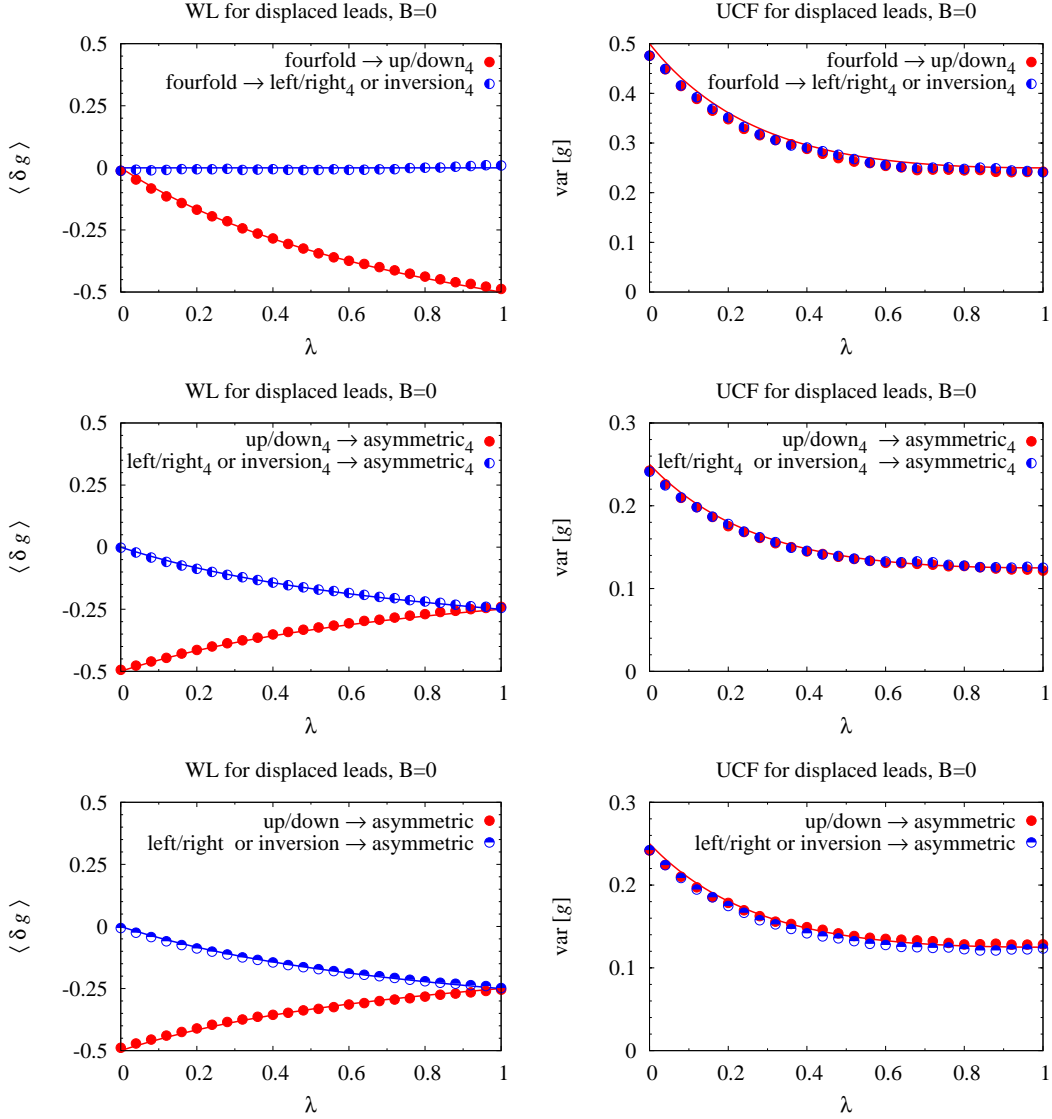 WL for displaced leads, B=0
0.5
0.25
0
-0.25
-0.5
⟨ δ g ⟩
fourfold → up/down₄
fourfold → left/right₄ or inversion₄
0 0.2 0.4 0.6 0.8 1
λ
UCF for displaced leads, B=0
0.5
0.4
0.3
0.2
0.1
0
var [g]
fourfold → up/down₄
fourfold → left/right₄ or inversion₄
0 0.2 0.4 0.6 0.8 1
λ
WL for displaced leads, B=0
0.5
0.25
0
-0.25
-0.5
⟨ δ g ⟩
up/down₄ → asymmetric₄
left/right₄ or inversion₄ → asymmetric₄
0 0.2 0.4 0.6 0.8 1
λ
UCF for displaced leads, B=0
0.3
0.2
0.1
0
var [g]
up/down₄ → asymmetric₄
left/right₄ or inversion₄ → asymmetric₄
0 0.2 0.4 0.6 0.8 1
λ
WL for displaced leads, B=0
0.5
0.25
0
-0.25
-0.5
⟨ δ g ⟩
up/down → asymmetric
left/right or inversion → asymmetric
0 0.2 0.4 0.6 0.8 1
λ
UCF for displaced leads, B=0
0.3
0.2
0.1
0
var [g]
up/down → asymmetric
left/right or inversion → asymmetric
0 0.2 0.4 0.6 0.8 1
λ